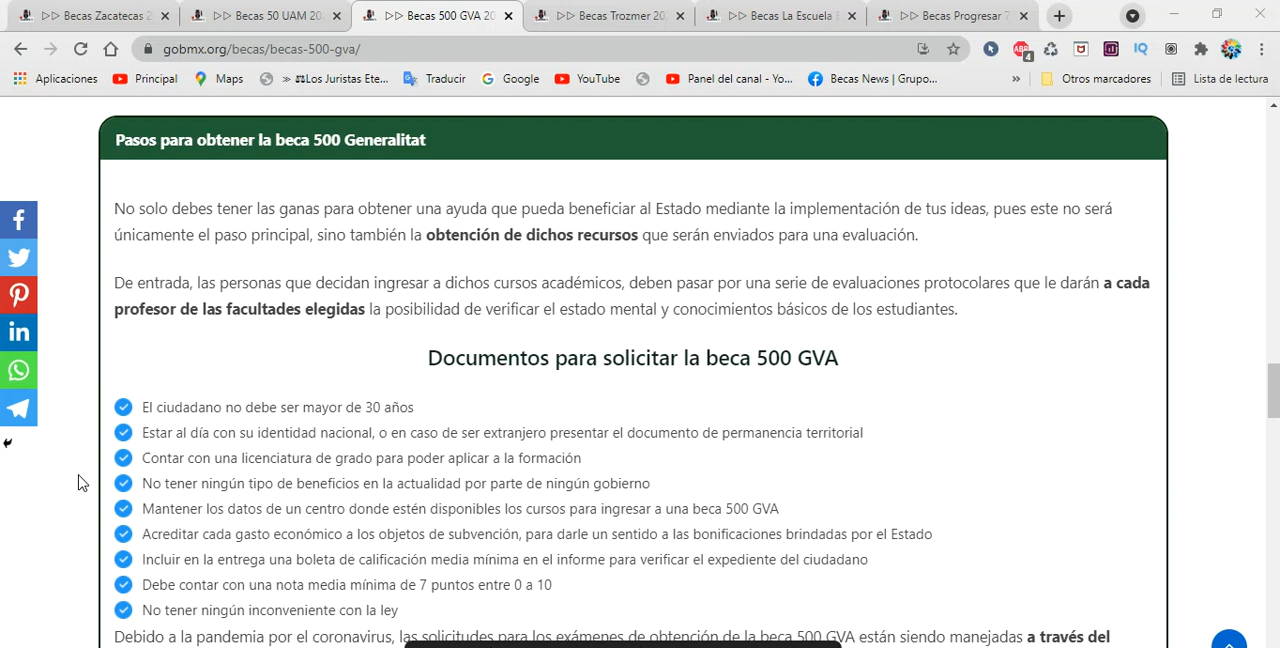 ▷▷ Becas Zacatecas 2
▷▷ Becas 50 UAM 20
▷▷ Becas 500 GVA 20
▷▷ Becas Trozmer 20
▷▷ Becas La Escuela
▷▷ Becas Progresar 7
gobmx.org/becas/becas-500-gva/
ABP
4
IQ
Aplicaciones
Principal
Maps
» ⚖Los Juristas Ete...
Traducir
Google
YouTube
Panel del canal - Yo...
Becas News | Grupo...
»
Otros marcadores
Lista de lectura
Pasos para obtener la beca 500 Generalitat
No solo debes tener las ganas para obtener una ayuda que pueda beneficiar al Estado mediante la implementación de tus ideas, pues este no será
únicamente el paso principal, sino también la obtención de dichos recursos que serán enviados para una evaluación.
De entrada, las personas que decidan ingresar a dichos cursos académicos, deben pasar por una serie de evaluaciones protocolares que le darán a cada
profesor de las facultades elegidas la posibilidad de verificar el estado mental y conocimientos básicos de los estudiantes.
Documentos para solicitar la beca 500 GVA
El ciudadano no debe ser mayor de 30 años
Estar al día con su identidad nacional, o en caso de ser extranjero presentar el documento de permanencia territorial
Contar con una licenciatura de grado para poder aplicar a la formación
No tener ningún tipo de beneficios en la actualidad por parte de ningún gobierno
Mantener los datos de un centro donde estén disponibles los cursos para ingresar a una beca 500 GVA
Acreditar cada gasto económico a los objetos de subvención, para darle un sentido a las bonificaciones brindadas por el Estado
Incluir en la entrega una boleta de calificación media mínima en el informe para verificar el expediente del ciudadano
Debe contar con una nota media mínima de 7 puntos entre 0 a 10
No tener ningún inconveniente con la ley
Debido a la pandemia por el coronavirus, las solicitudes para los exámenes de obtención de la beca 500 GVA están siendo manejadas a través del